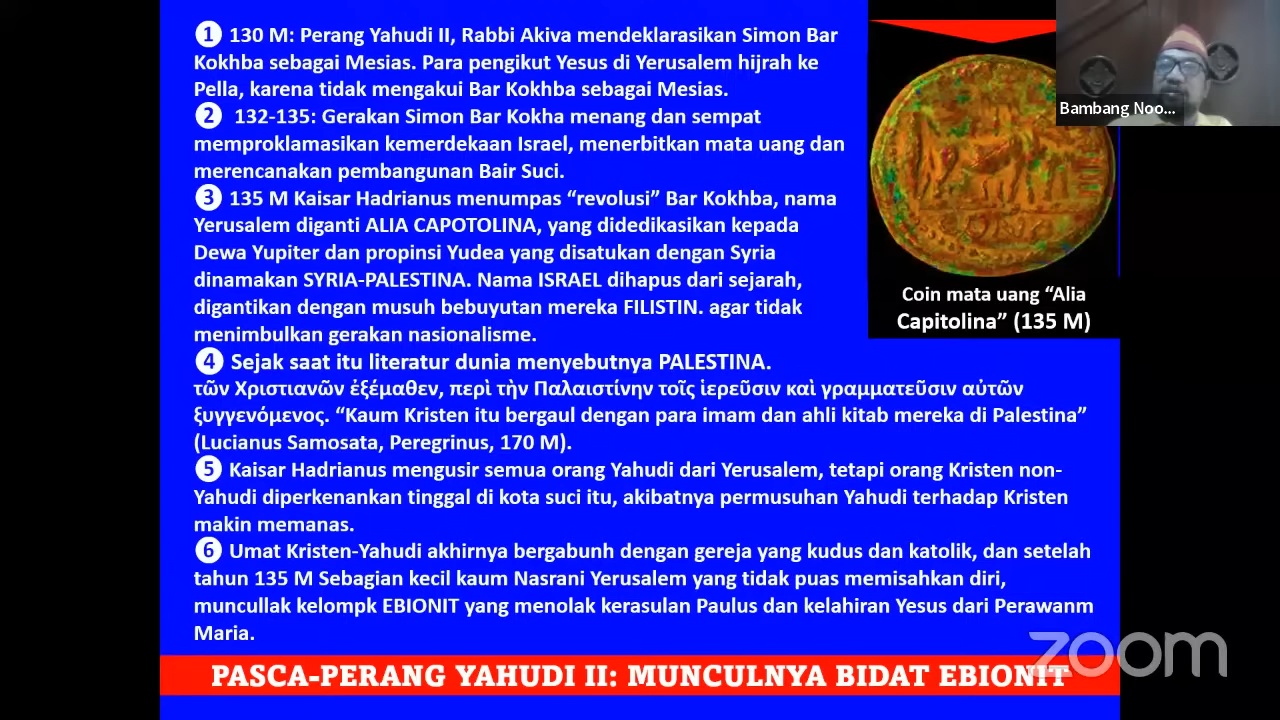 ❶ 130 M: Perang Yahudi II, Rabbi Akiva mendeklarasikan Simon Bar
Kokhba sebagai Mesias. Para pengikut Yesus di Yerusalem hijrah ke
Pella, karena tidak mengakui Bar Kokhba sebagai Mesias.
❷ 132-135: Gerakan Simon Bar Kokha menang dan sempat
memproklamasikan kemerdekaan Israel, menerbitkan mata uang dan
merencanakan pembangunan Bair Suci.
❸ 135 M Kaisar Hadrianus menumpas “revolusi” Bar Kokhba, nama
Yerusalem diganti ALIA CAPOTOLINA, yang didedikasikan kepada
Dewa Yupiter dan propinsi Yudea yang disatukan dengan Syria
dinamakan SYRIA-PALESTINA. Nama ISRAEL dihapus dari sejarah,
digantikan dengan musuh bebuyutan mereka FILISTIN. agar tidak
menimbulkan gerakan nasionalisme.
❹ Sejak saat itu literatur dunia menyebutnya PALESTINA.
τῶν Χριστιανῶν ἐξέμαθεν, περὶ τὴν Παλαιστίνην τοῖς ἱερεῦσιν καὶ γραμματεῦσιν αὐτῶν
ξυγγενόμενος. “Kaum Kristen itu bergaul dengan para imam dan ahli kitab mereka di Palestina”
(Lucianus Samosata, Peregrinus, 170 M).
❺ Kaisar Hadrianus mengusir semua orang Yahudi dari Yerusalem, tetapi orang Kristen non-
Yahudi diperkenankan tinggal di kota suci itu, akibatnya permusuhan Yahudi terhadap Kristen
makin memanas.
❻ Umat Kristen-Yahudi akhirnya bergabunh dengan gereja yang kudus dan katolik, dan setelah
tahun 135 M Sebagian kecil kaum Nasrani Yerusalem yang tidak puas memisahkan diri,
muncullak kelompk EBIONIT yang menolak kerasulan Paulus dan kelahiran Yesus dari Perawanm
Maria.
PASCA-PERANG YAHUDI II: MUNCULNYA BIDAT EBIONIT
Coin mata uang “Alia
Capitolina” (135 M)
Bambang Noo...
zoom